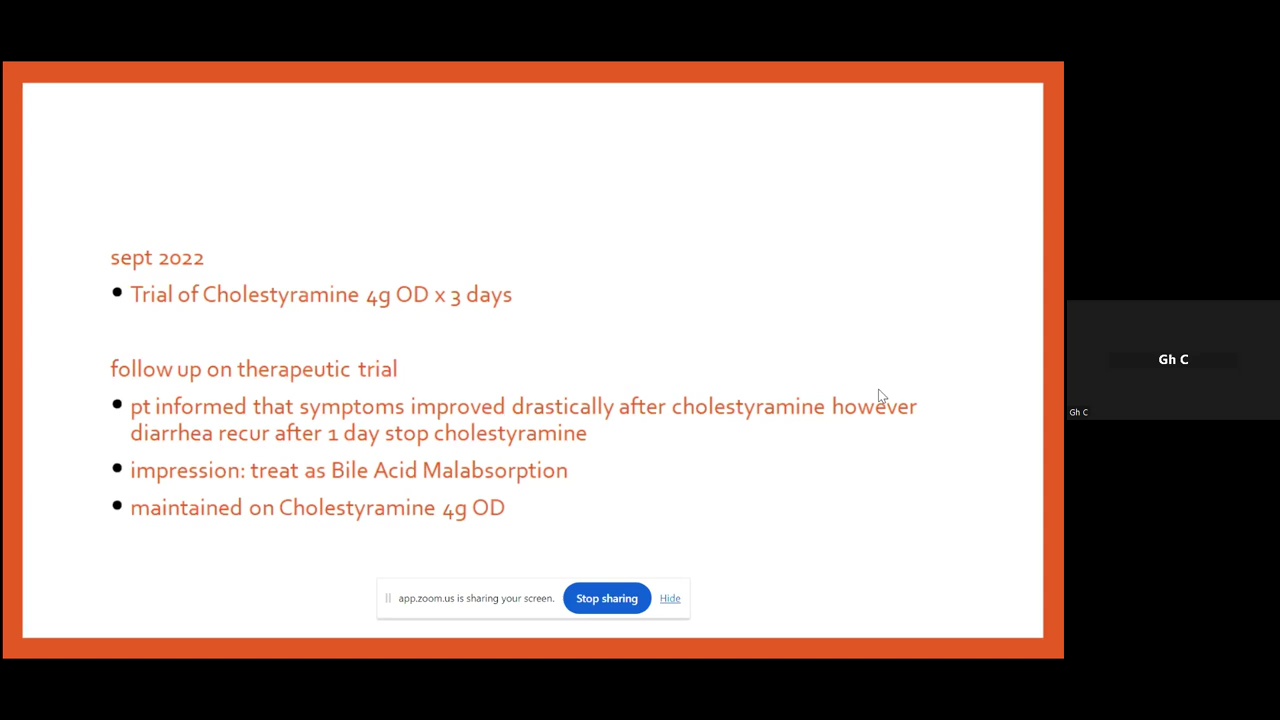 sept 2022
• Trial of Cholestyramine 4g OD x 3 days
follow up on therapeutic trial
• pt informed that symptoms improved drastically after cholestyramine however
diarrhea recur after 1 day stop cholestyramine
• impression: treat as Bile Acid Malabsorption
• maintained on Cholestyramine 4g OD
app.zoom.us is sharing your screen. Stop sharing Hide
Gh C
Gh C